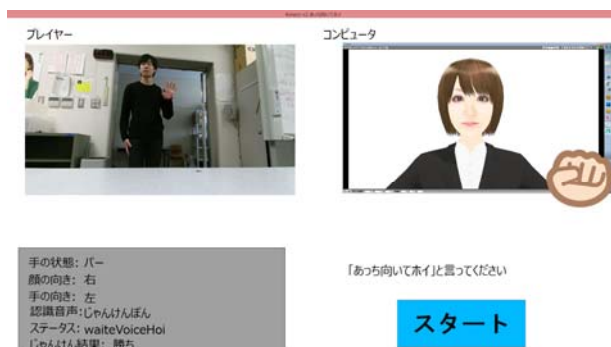 プレイヤー
コンピュータ
手の状態: パー
顔の向き: 右
手の向き: 左
認識音声:じゃんけんぽん
ステータス: waiteVoiceHoi
じゃんけん結果: 勝ち
「あっち向いてホイ」と言ってください
スタート